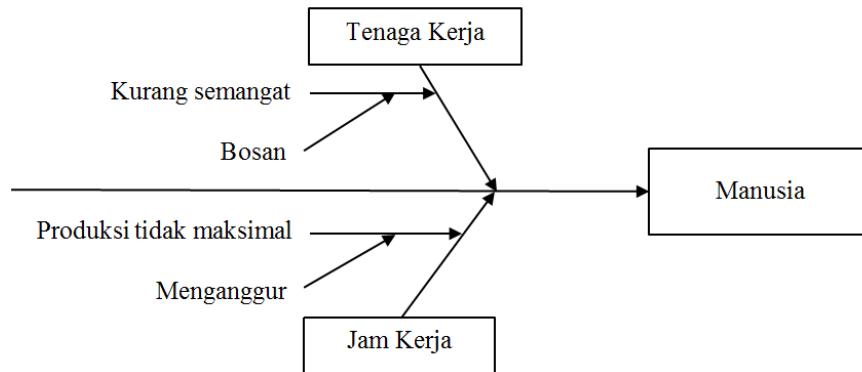 Tenaga Kerja
Kurang semangat
Bosan
Manusia
Produksi tidak maksimal
Menganggur
Jam Kerja